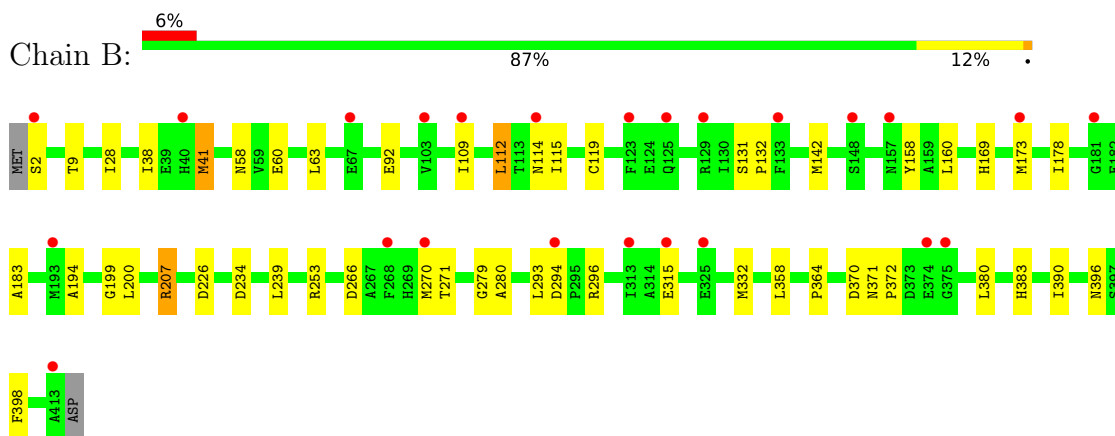 6%
Chain B:
87% 12% •
MET S2 T9 I28 I38 E39 H40 M41 N58 V59 E60 L63 E67 E92 V103 I109 L112 T113 N114 I115 C119 F123 E124 Q125 R129 I130 S131 P132 F133 M142 S148 N157 Y158 A159 L160 H169 M173 I178 G181 E182
A183 M193 A194 G199 L200 R207 D226 D234 L239 R253 D266 A267 F268 H269 M270 T271 G279 A280 L293 D294 P295 R296 I313 A314 E315 E325 M332 L358 P364 D370 N371 P372 D373 E374 G375 L380 H383 I390 N396 S397
F398 A413 ASP